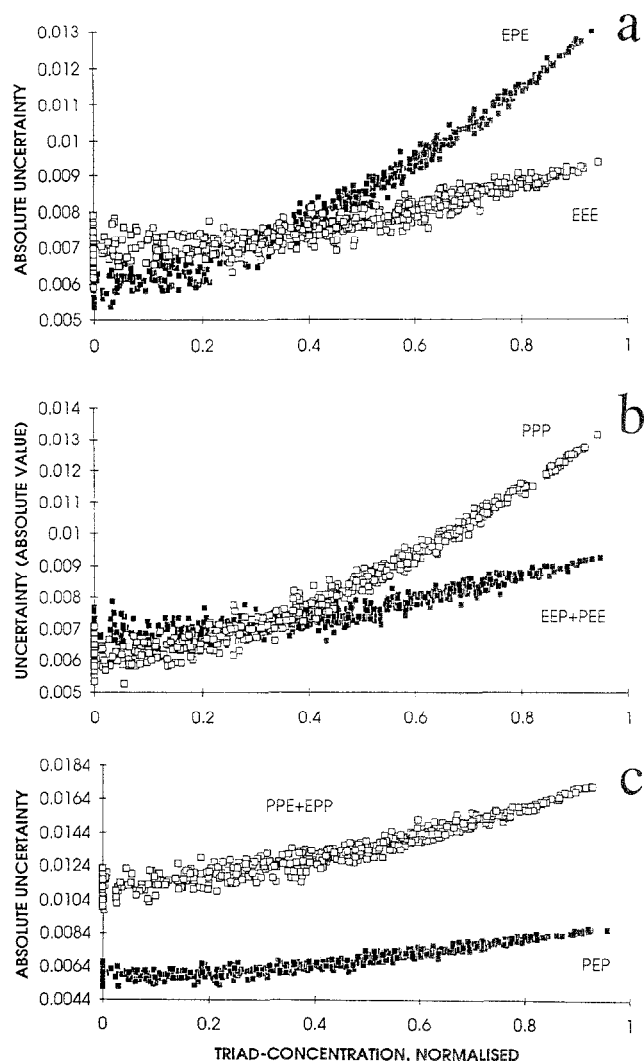 a
0.013
0.012
0.011
0.01
0.009
0.008
0.007
0.006
0.005
ABSOLUTE UNCERTAINTY
EPE
EEE
0 0.2 0.4 0.6 0.8 1
b
0.014
0.013
0.012
0.011
0.01
0.009
0.008
0.007
0.006
0.005
UNCERTAINTY (ABSOLUTE VALUE)
PPP
EEP+PEE
0 0.2 0.4 0.6 0.8 1
c
0.0184
0.0164
0.0144
0.0124
0.0104
0.0084
0.0064
0.0044
ABSOLUTE UNCERTAINTY
PPE+EPP
PEP
0 0.2 0.4 0.6 0.8 1
TRIAD-CONCENTRATION, NORMALISED